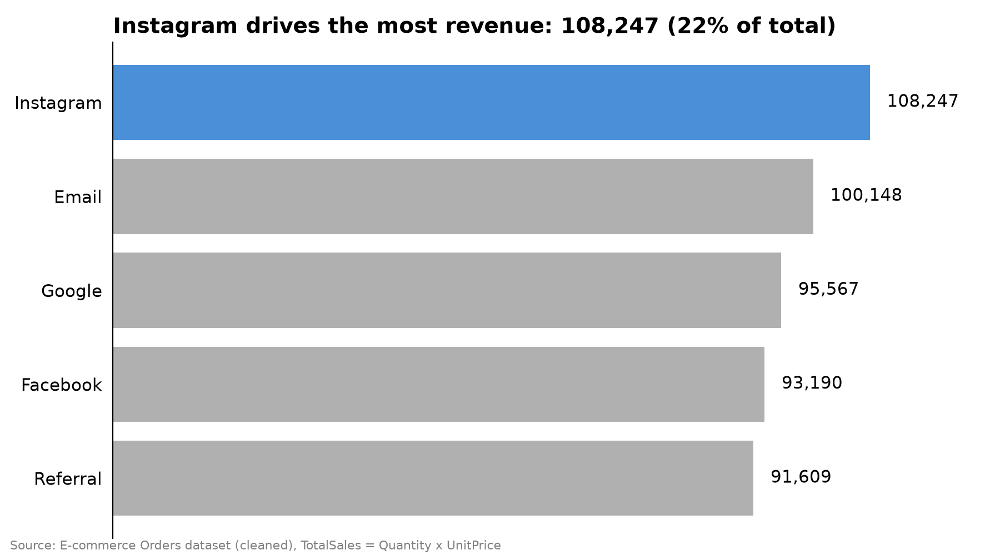 Instagram drives the most revenue: 108,247 (22% of total)
Instagram 108,247
Email 100,148
Google 95,567
Facebook 93,190
Referral 91,609
Source: E-commerce Orders dataset (cleaned), TotalSales = Quantity x UnitPrice